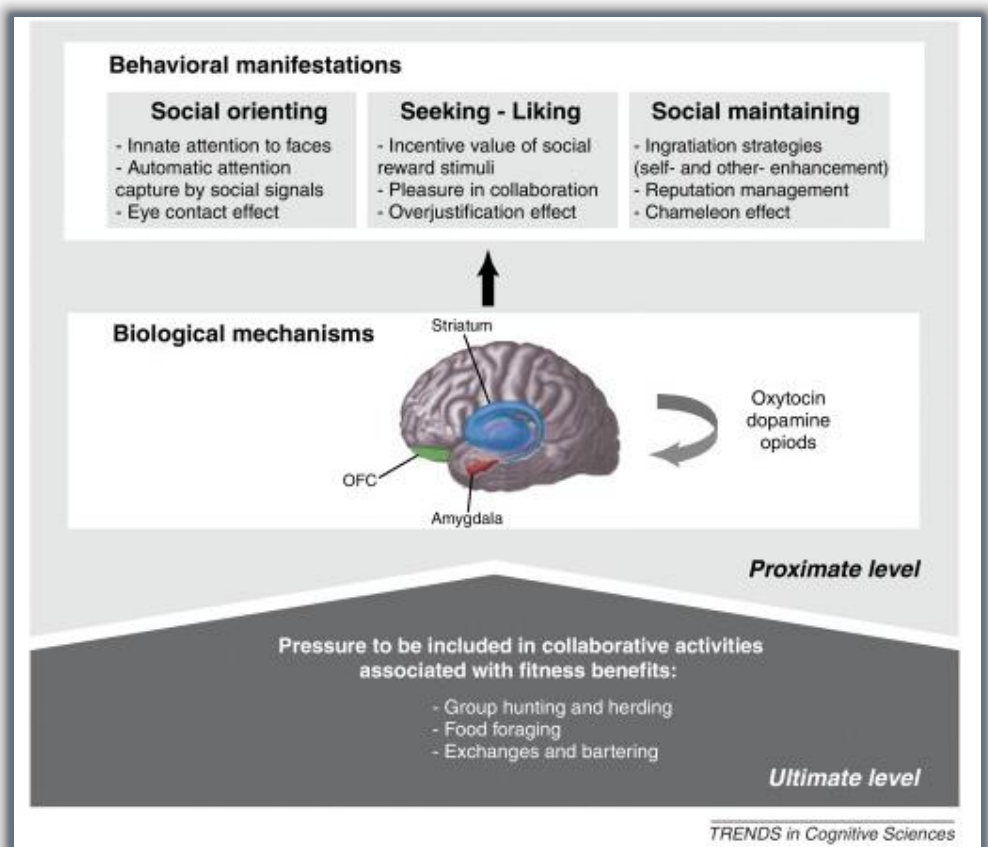 Behavioral manifestations
Social orienting
- Innate attention to faces
- Automatic attention
capture by social signals
- Eye contact effect
Seeking - Liking
- Incentive value of social
reward stimuli
- Pleasure in collaboration
- Overjustification effect
Social maintaining
- Ingratiation strategies
(self- and other- enhancement)
- Reputation management
- Chameleon effect
Biological mechanisms
Striatum
OFC
Amygdala
Oxytocin
dopamine
opiods
Proximate level
Pressure to be included in collaborative activities
associated with fitness benefits:
- Group hunting and herding
- Food foraging
- Exchanges and bartering
Ultimate level
TRENDS in Cognitive Sciences